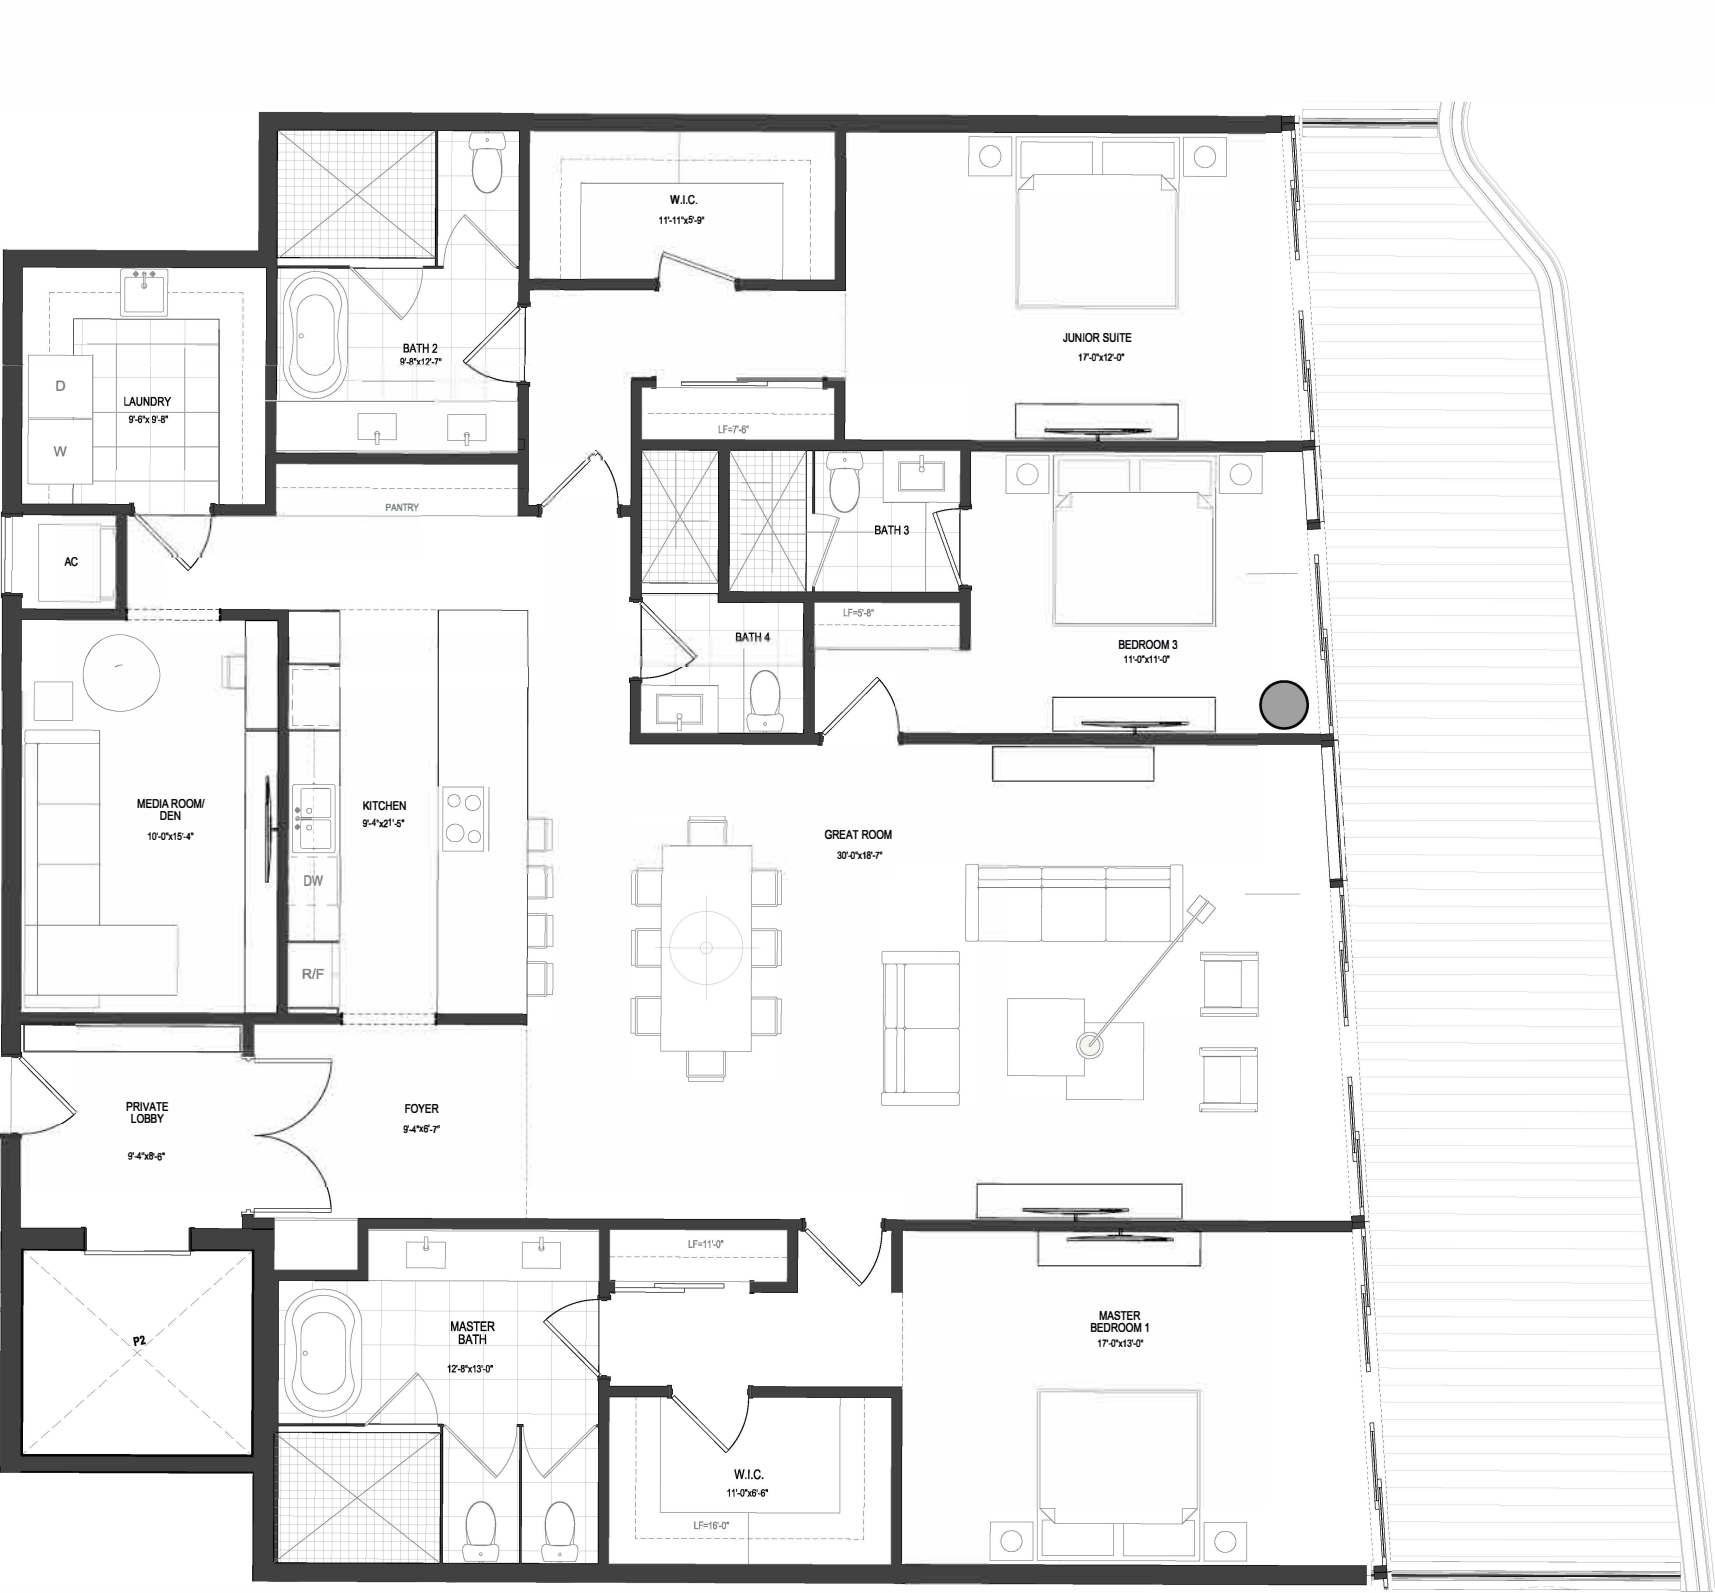 W.I.C.
11'-11"x5'-9"
JUNIOR SUITE
17'-0"x12'-0"
BATH 2
9'-8"x12'-7"
D
LAUNDRY
9'-6"x 9'-8"
W
LF=7'-6"
PANTRY
BATH 3
AC
LF=5'-8"
BATH 4
BEDROOM 3
11'-0"x11'-0"
MEDIA ROOM/
DEN
10'-0"x15'-4"
KITCHEN
9'-4"x21'-5"
GREAT ROOM
30'-0"x18'-7"
DW
R/F
PRIVATE
LOBBY
9'-4"x8'-6"
FOYER
9'-4"x6'-7"
LF=11'-0"
P2
MASTER
BATH
12'-8"x13'-0"
MASTER
BEDROOM 1
17'-0"x13'-0"
W.I.C.
11'-0"x6'-6"
LF=16'-0"